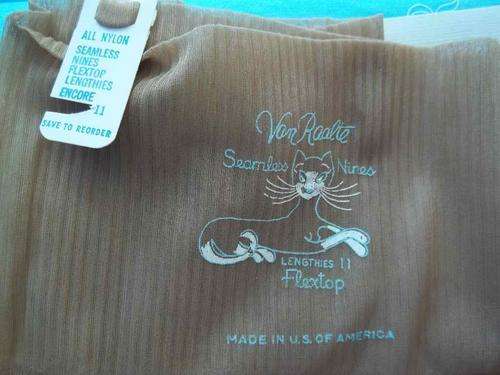 ALL NYLON
SEAMLESS
NINES
FLEXTOP
LENGTHIES
ENCORE
11
SAVE TO REORDER
Van Raalte
Seamless Nines
LENGTHIES 11
Flextop
MADE IN U.S. OF AMERICA